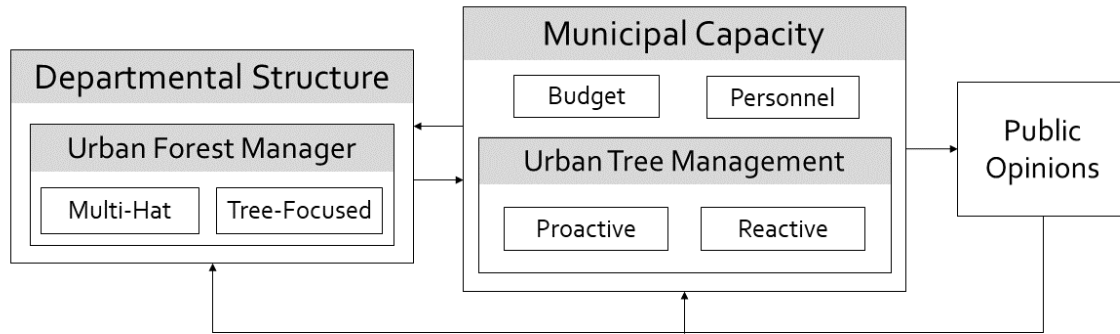 Departmental Structure
Urban Forest Manager
Multi-Hat
Tree-Focused
Municipal Capacity
Budget
Personnel
Urban Tree Management
Proactive
Reactive
Public
Opinions